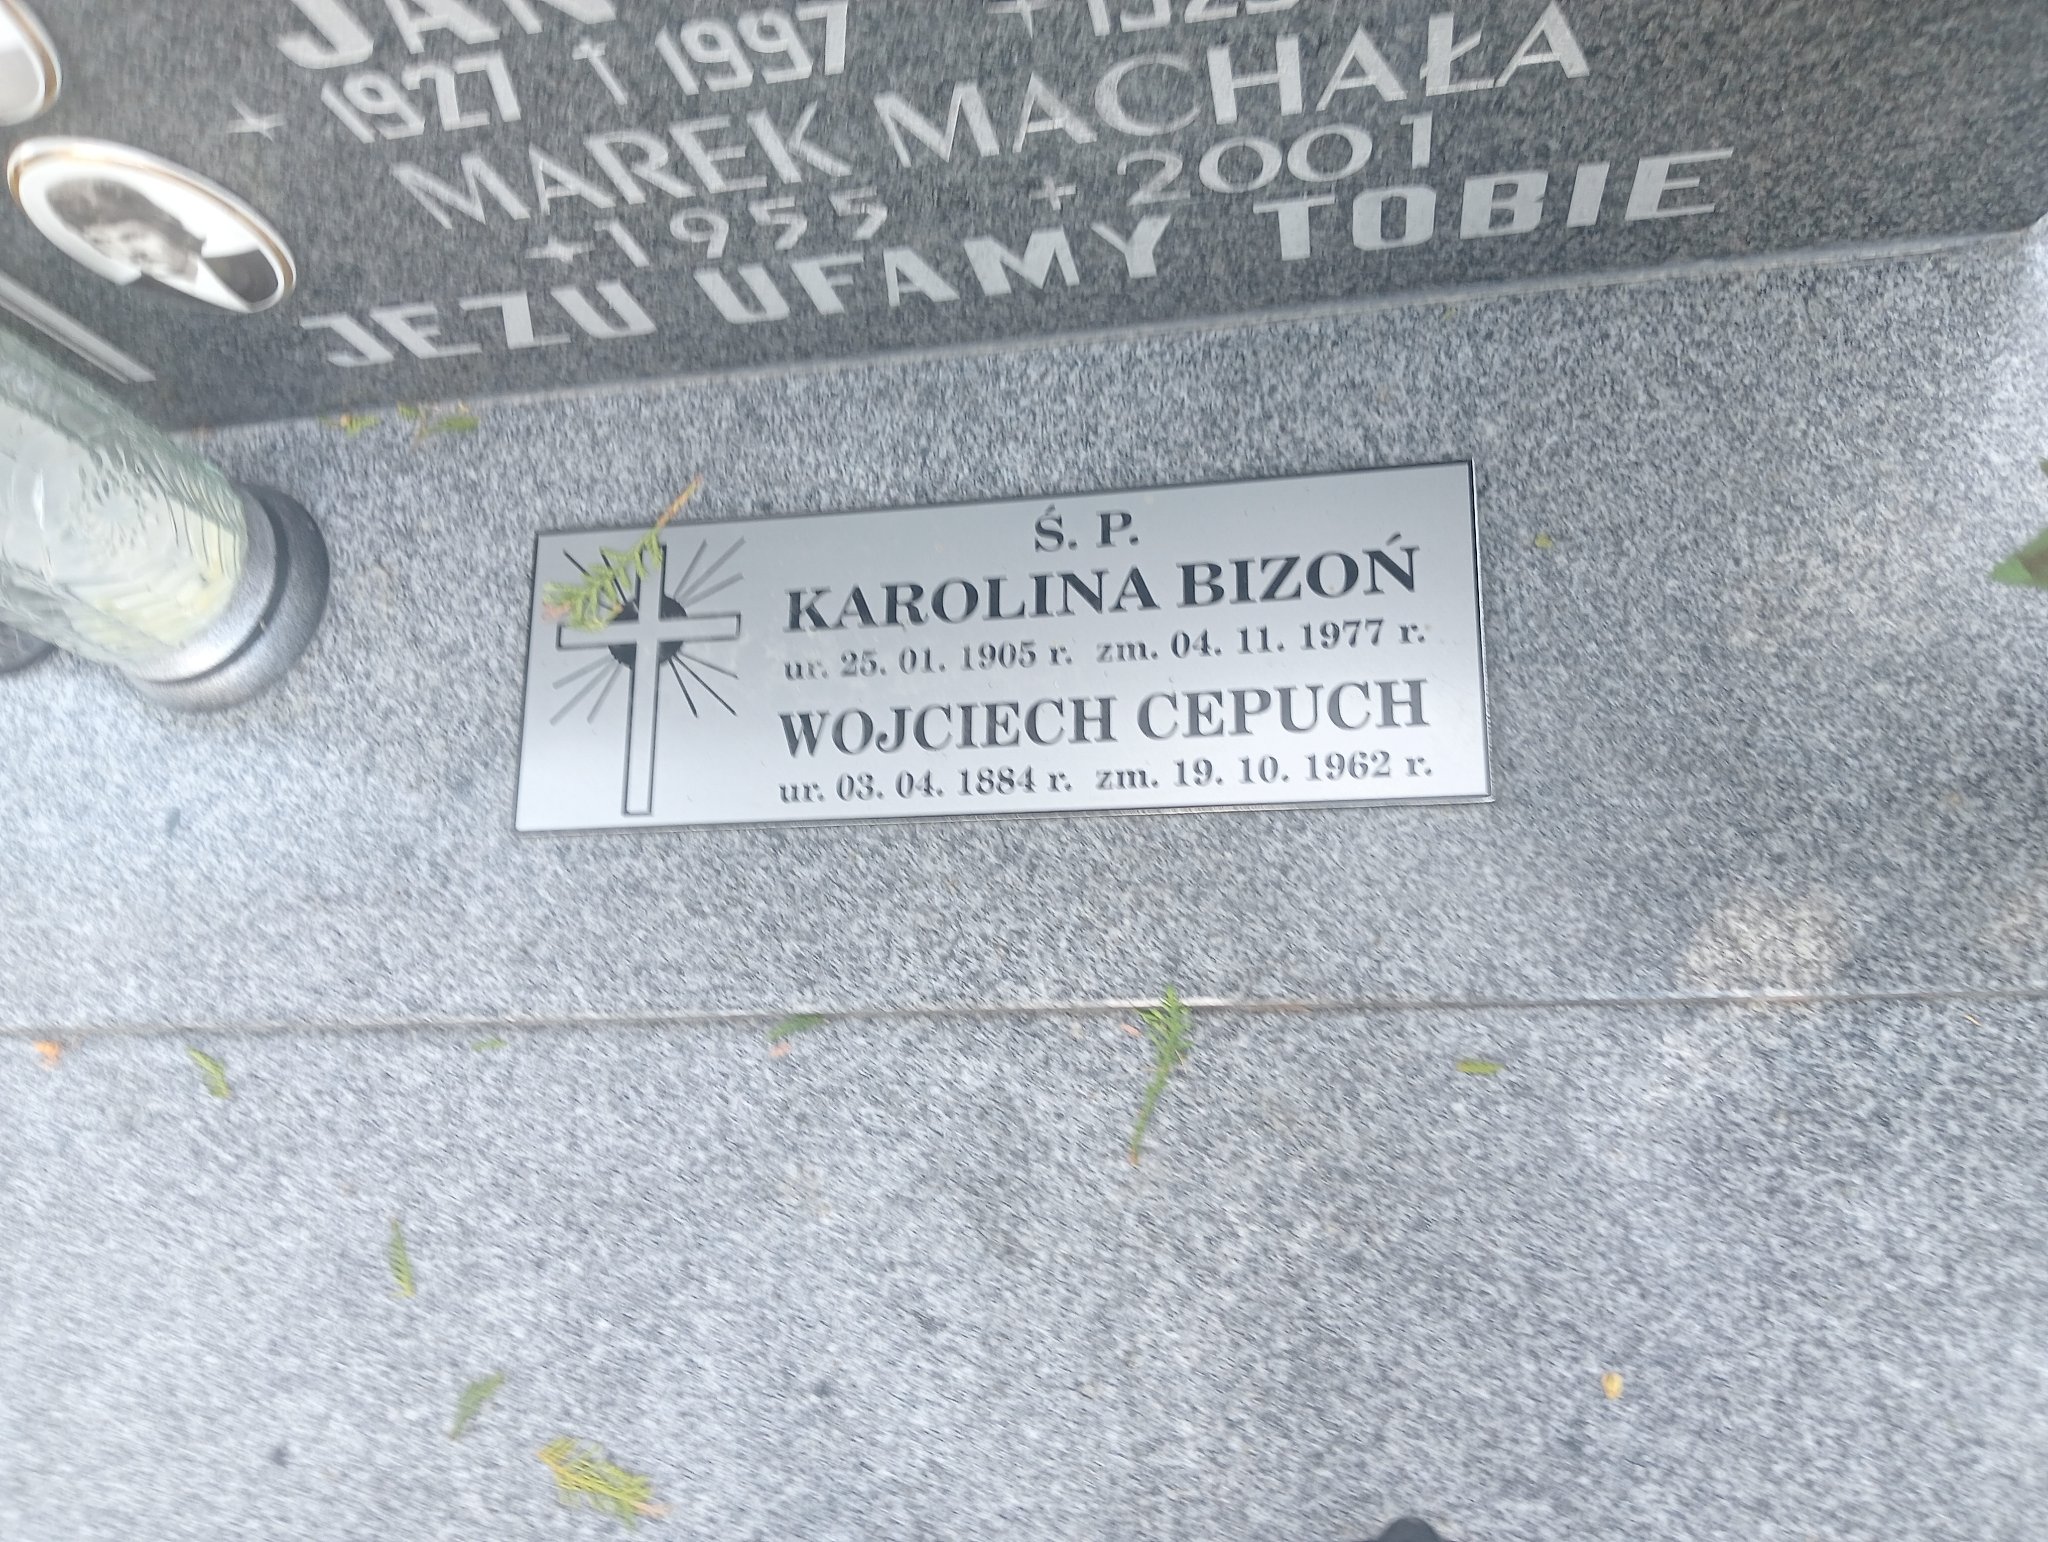 JAN
1927 † 1997
MAREK MACHAŁA
1955 + 2001
JEZU UFAMY TOBIE
Ś. P.
KAROLINA BIZOŃ
ur. 25. 01. 1905 r. zm. 04. 11. 1977 r.
WOJCIECH CEPUCH
ur. 03. 04. 1884 r. zm. 19. 10. 1962 r.